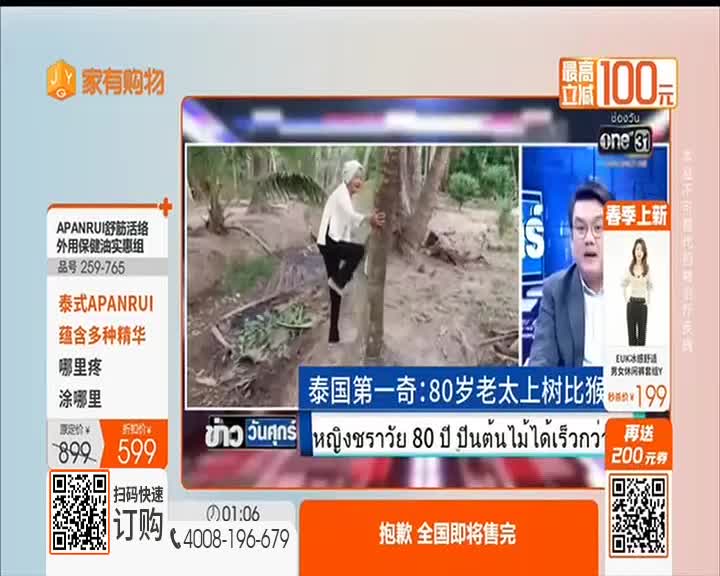 JYG 家有购物
最高立减 100元
ช่องวัน
one 31
APANRUI舒筋活络
外用保健油实惠组
品号 259-765
泰式APANRUI
蕴含多种精华
哪里疼
涂哪里
原定价¥ 899
折扣价¥ 599
泰国第一奇:80岁老太上树比猴
ข่าววันศุกร์
หญิงชราวัย 80 ปี ปีนต้นไม้ได้เร็วกว่า
春季上新
EUK冰感舒适
男女休闲裤套组Y
秒杀价¥199
再送
200元券
扫码快速
订购
01:06
4008-196-679
抱歉 全国即将售完